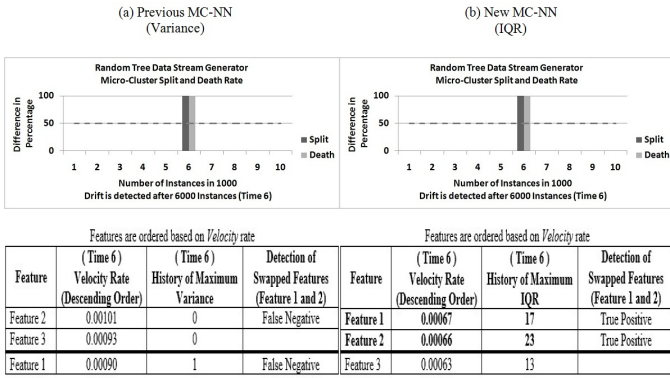 (a) Previous MC-NN
(Variance)
Random Tree Data Stream Generator
Micro-Cluster Split and Death Rate
Difference in
Percentage
100
50
0
1 2 3 4 5 6 7 8 9 10
Split
Death
Number of Instances in 1000
Drift is detected after 6000 Instances (Time 6)
(b) New MC-NN
(IQR)
Random Tree Data Stream Generator
Micro-Cluster Split and Death Rate
Difference in
Percentage
100
50
0
1 2 3 4 5 6 7 8 9 10
Split
Death
Number of Instances in 1000
Drift is detected after 6000 Instances (Time 6)
Features are ordered based on Velocity rate
Feature
( Time 6 )
Velocity Rate
(Descending Order)
( Time 6 )
History of Maximum
Variance
Detection of
Swapped Features
(Feature 1 and 2)
Feature 2 0.00101 0 False Negative
Feature 3 0.00093 0
Feature 1 0.00090 1 False Negative
Features are ordered based on Velocity rate
Feature
( Time 6 )
Velocity Rate
(Descending Order)
( Time 6 )
History of Maximum
IQR
Detection of
Swapped Features
(Feature 1 and 2)
Feature 1 0.00067 17 True Positive
Feature 2 0.00066 23 True Positive
Feature 3 0.00063 13